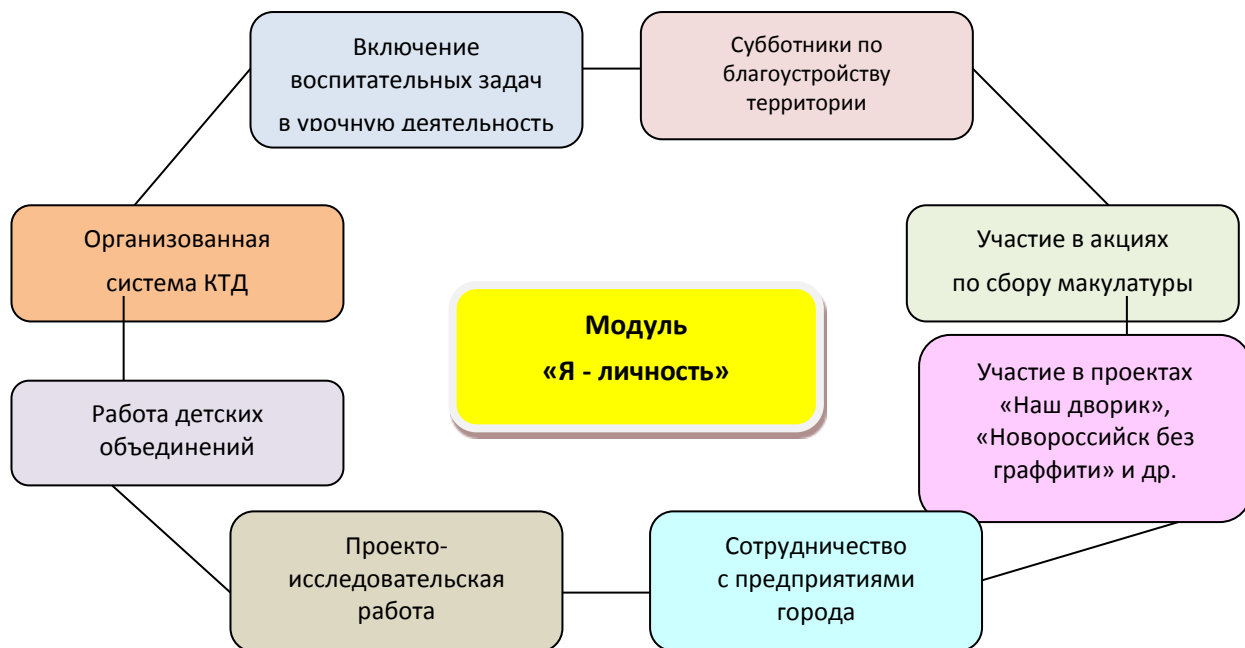 Включение
воспитательных задач
в урочную деятельность
Субботники по
благоустройству
территории
Организованная
система КТД
Участие в акциях
по сбору макулатуры
Модуль
«Я - личность»
Работа детских
объединений
Участие в проектах
«Наш дворик»,
«Новороссийск без
граффити» и др.
Проекто-
исследовательская
работа
Сотрудничество
с предприятиями
города